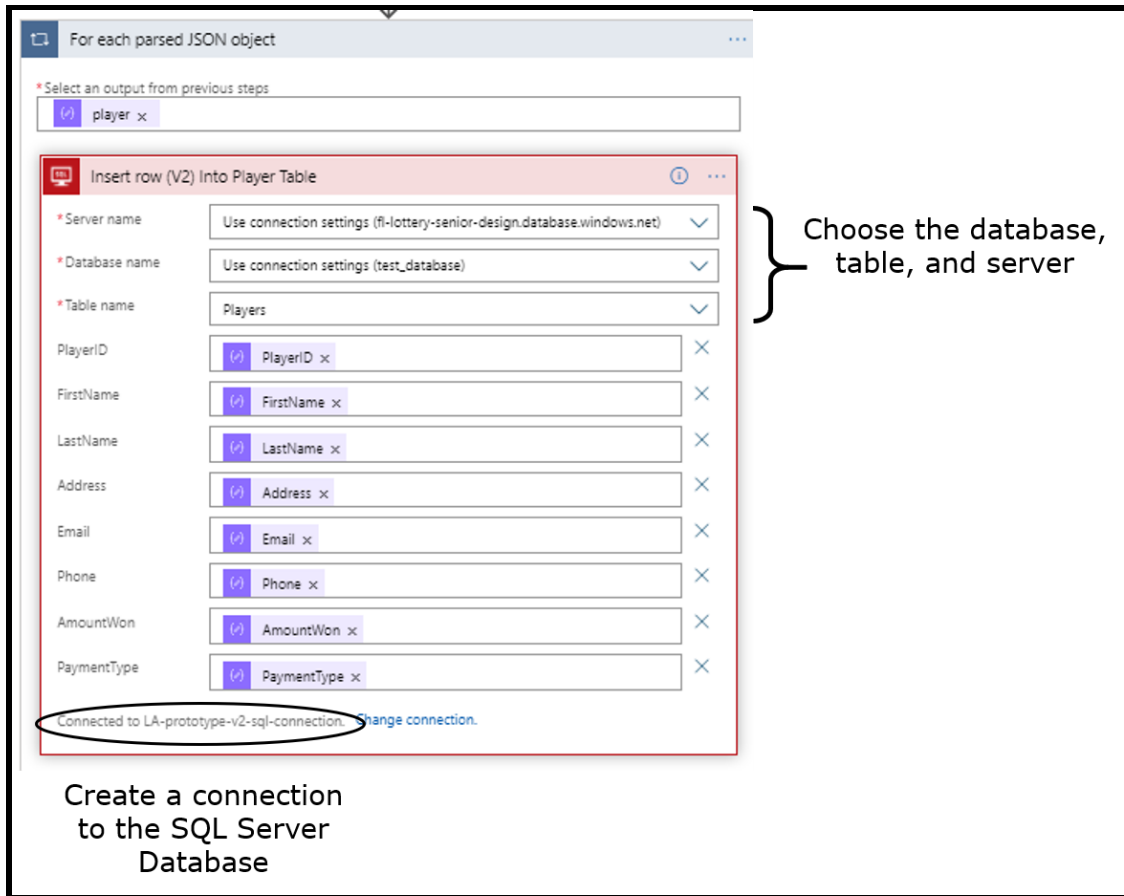 For each parsed JSON object
*Select an output from previous steps
player
Insert row (V2) Into Player Table
*Server name
Use connection settings (fl-lottery-senior-design.database.windows.net)
*Database name
Use connection settings (test_database)
*Table name
Players
Choose the database,
table, and server
PlayerID
PlayerID
FirstName
FirstName
LastName
LastName
Address
Address
Email
Email
Phone
Phone
AmountWon
AmountWon
PaymentType
PaymentType
Connected to LA-prototype-v2-sql-connection. Change connection.
Create a connection
to the SQL Server
Database